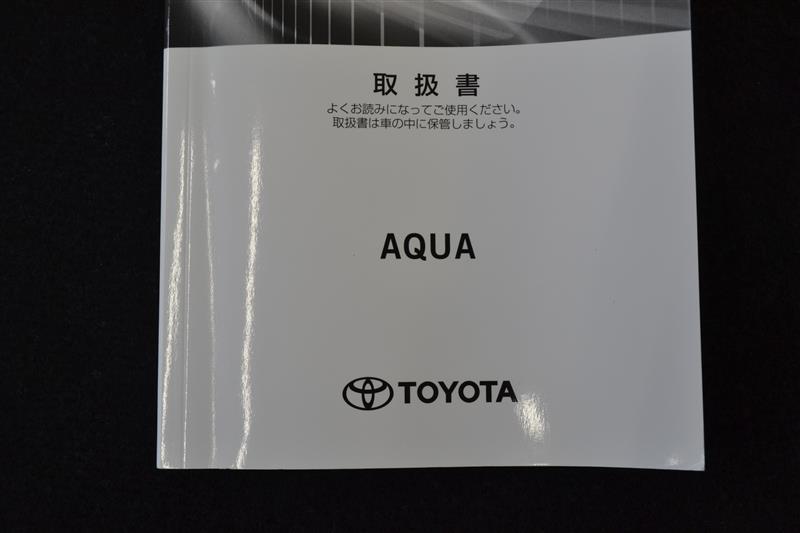 取扱書
よくお読みになってご使用ください。
取扱書は車の中に保管しましょう。
AQUA
TOYOTA